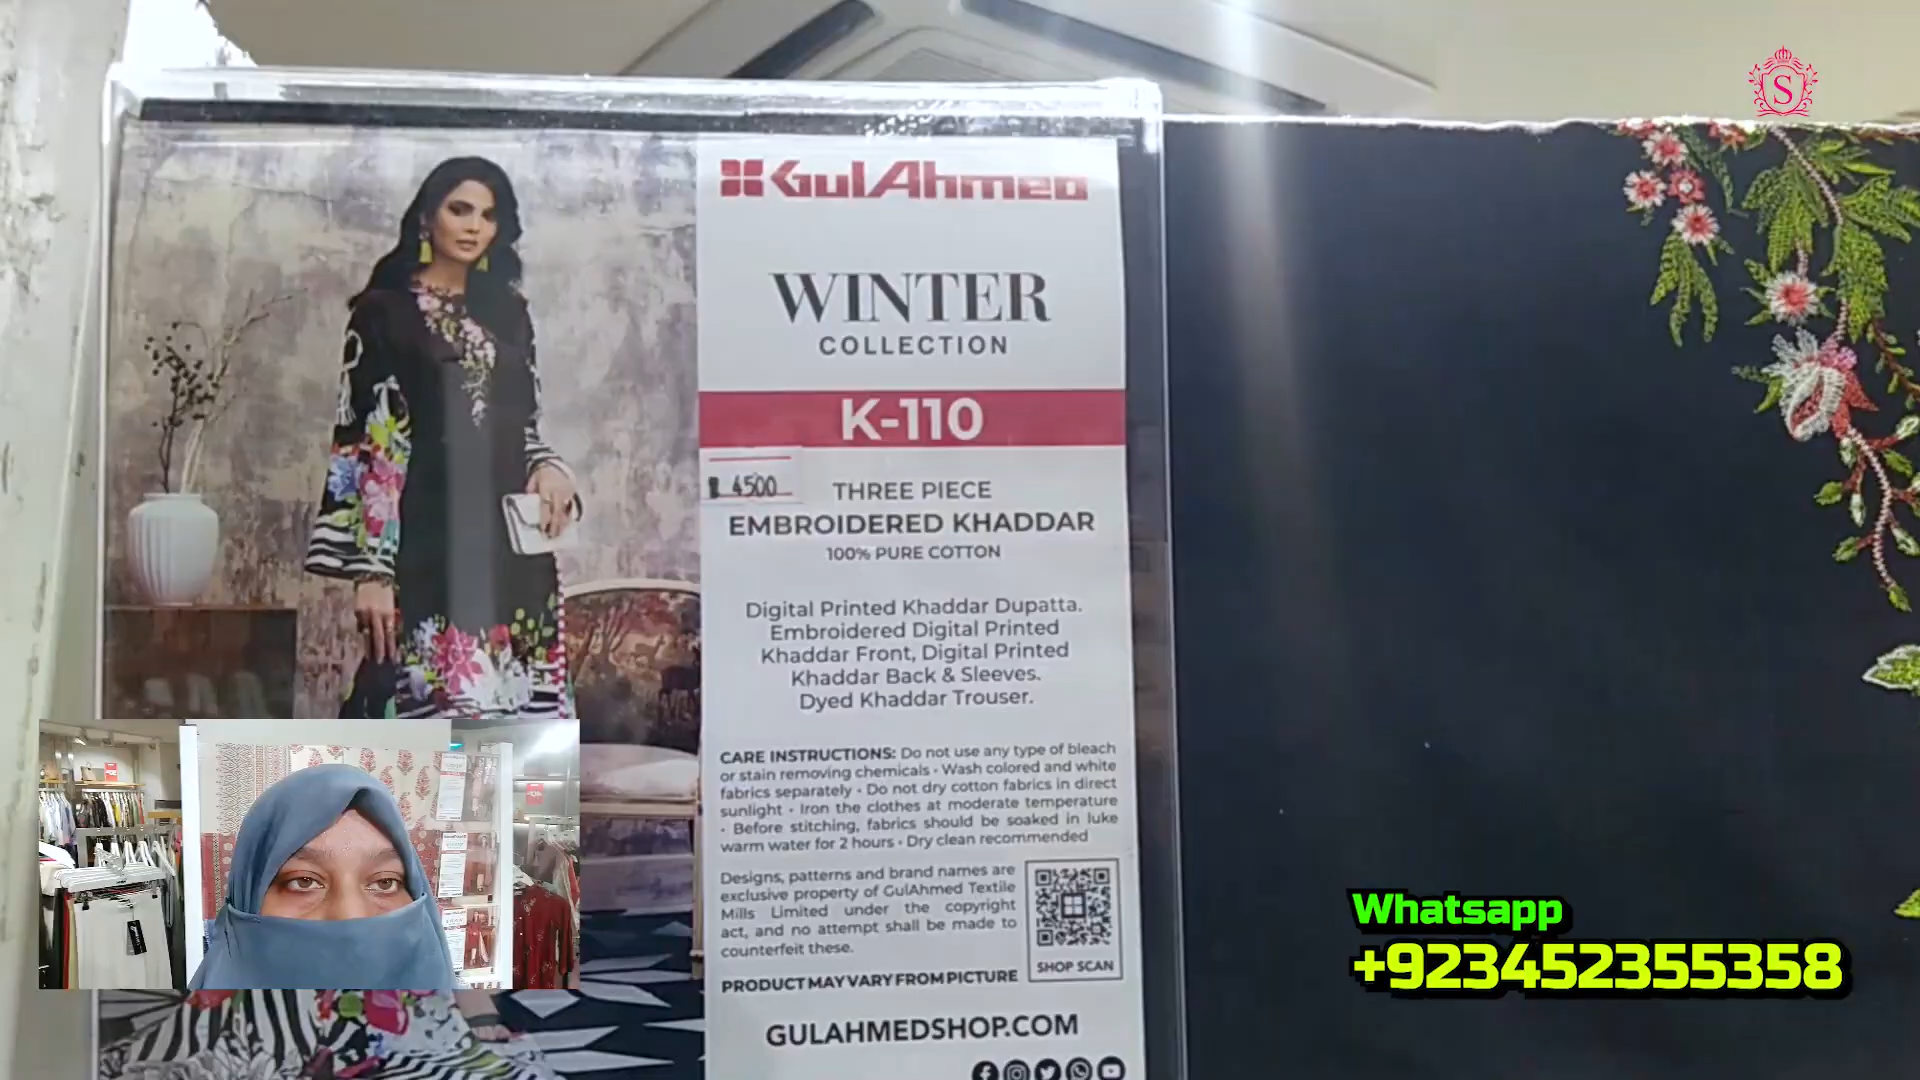 S
GulAhmed
WINTER
COLLECTION
K-110
4500
THREE PIECE
EMBROIDERED KHADDAR
100% PURE COTTON
Digital Printed Khaddar Dupatta.
Embroidered Digital Printed
Khaddar Front, Digital Printed
Khaddar Back & Sleeves.
Dyed Khaddar Trouser.
CARE INSTRUCTIONS: Do not use any type of bleach
or stain removing chemicals • Wash colored and white
fabrics separately • Do not dry cotton fabrics in direct
sunlight • Iron the clothes at moderate temperature
• Before stitching, fabrics should be soaked in luke
warm water for 2 hours • Dry clean recommended
Designs, patterns and brand names are
exclusive property of GulAhmed Textile
Mills Limited under the copyright
act, and no attempt shall be made to
counterfeit these.
SHOP SCAN
PRODUCT MAY VARY FROM PICTURE
GULAHMEDSHOP.COM
Whatsapp
+923452355358